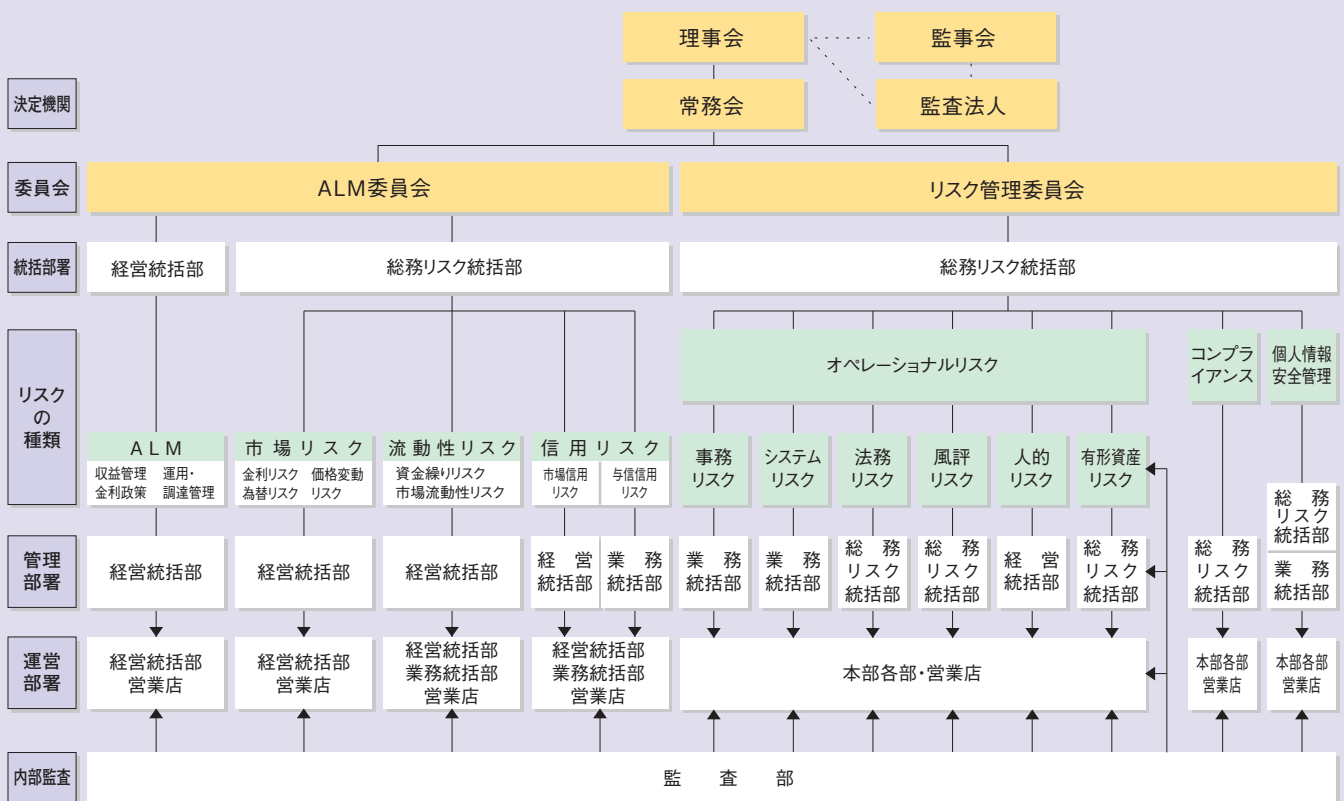 理事会
監事会
決定機関
常務会
監査法人
委員会
ALM委員会
リスク管理委員会
統括部署
経営統括部
総務リスク統括部
総務リスク統括部
リスク
の
種類
オペレーショナルリスク
コンプラ
イアンス
個人情報
安全管理
ALM
収益管理 運用・
金利政策 調達管理
市場リスク
金利リスク 価格変動
為替リスク リスク
流動性リスク
資金繰りリスク
市場流動性リスク
信用リスク
市場信用
リスク
与信信用
リスク
事務
リスク
システム
リスク
法務
リスク
風評
リスク
人的
リスク
有形資産
リスク
管理
部署
経営統括部
経営統括部
経営統括部
経営
統括部
業務
統括部
業務
統括部
業務
統括部
総務
リスク
統括部
総務
リスク
統括部
経営
統括部
総務
リスク
統括部
総務
リスク
統括部
総務
リスク
統括部
業務
統括部
運営
部署
経営統括部
営業店
経営統括部
営業店
経営統括部
業務統括部
営業店
経営統括部
業務統括部
営業店
本部各部・営業店
本部各部
営業店
本部各部
営業店
内部監査
監査部